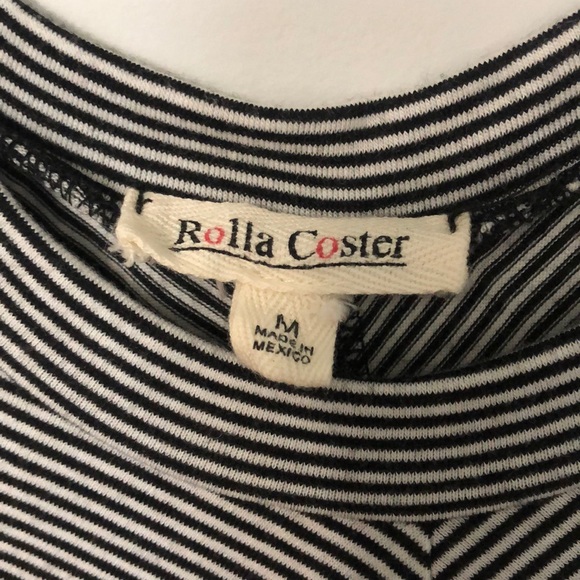 Rolla Coster
M
MADE IN
MEXICO